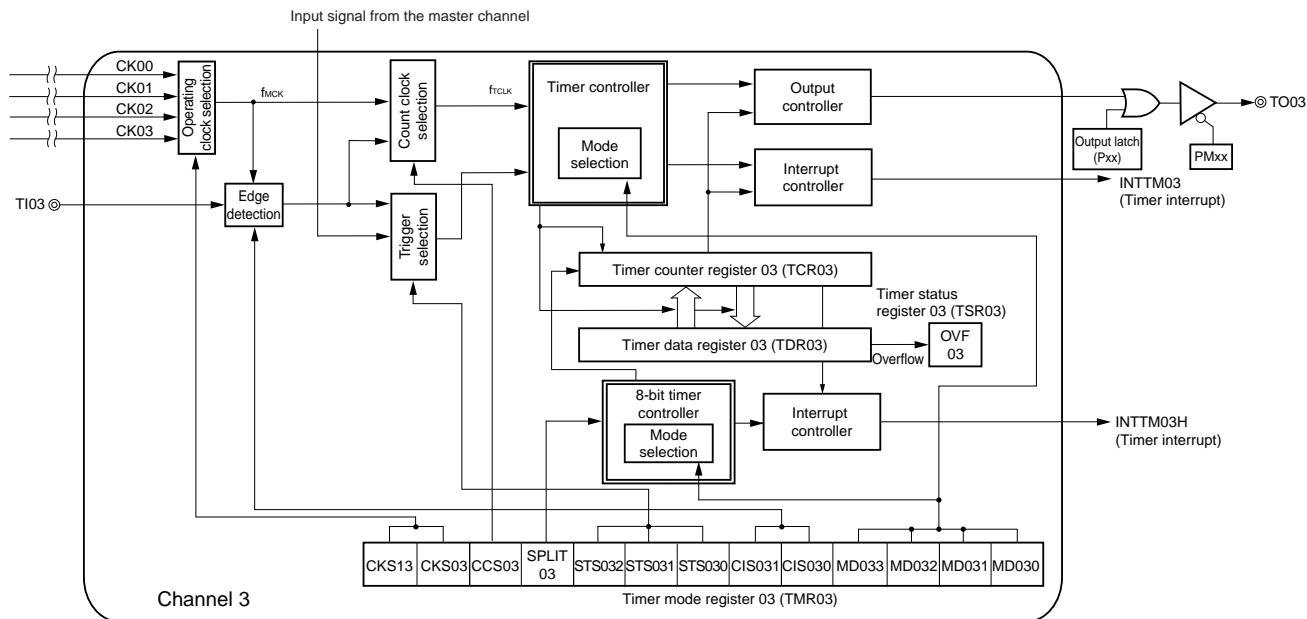 Input signal from the master channel
CK00
CK01
CK02
CK03
Operating
clock selection
fMCK
Count clock
selection
fTCLK
Timer controller
Mode
selection
Output
controller
TO03
Output latch
(Pxx)
PMxx
Interrupt
controller
INTTM03
(Timer interrupt)
TI03
Edge
detection
Trigger
selection
Timer counter register 03 (TCR03)
Timer status
register 03 (TSR03)
Timer data register 03 (TDR03)
Overflow
OVF
03
8-bit timer
controller
Mode
selection
Interrupt
controller
INTTM03H
(Timer interrupt)
CKS13
CKS03
CCS03
SPLIT
03
STS032
STS031
STS030
CIS031
CIS030
MD033
MD032
MD031
MD030
Channel 3
Timer mode register 03 (TMR03)